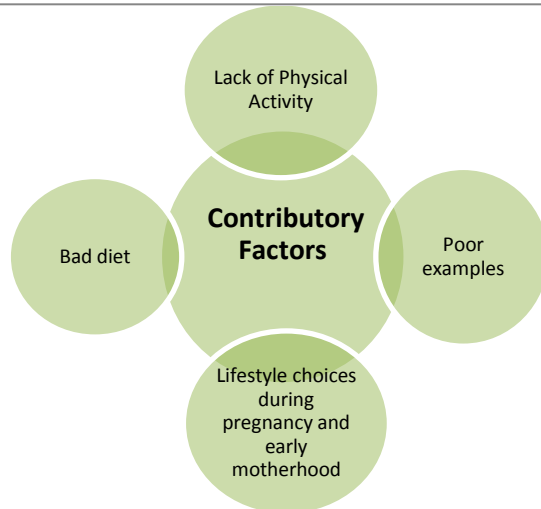 Lack of Physical
Activity
Contributory
Factors
Bad diet
Poor
examples
Lifestyle choices
during
pregnancy and
early
motherhood